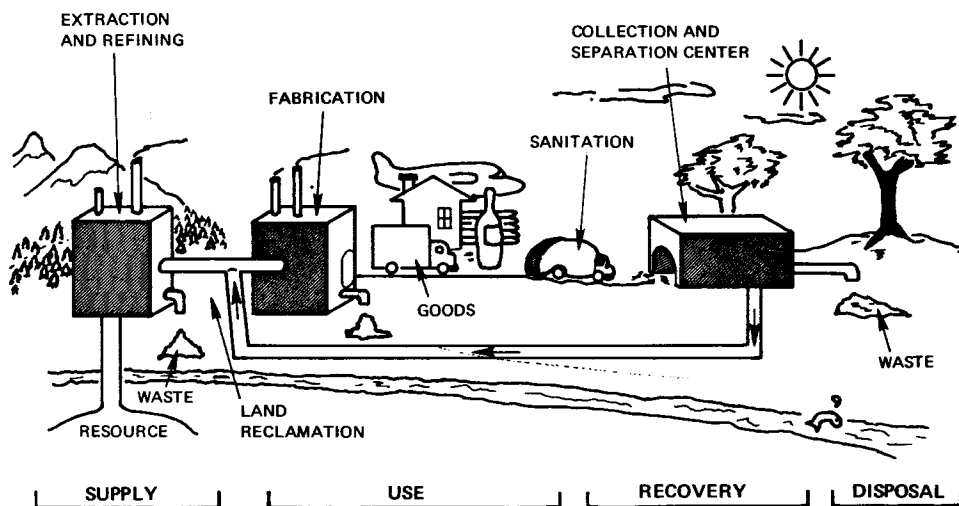 EXTRACTION
AND REFINING
COLLECTION AND
SEPARATION CENTER
FABRICATION
SANITATION
GOODS
WASTE
WASTE
LAND
RECLAMATION
RESOURCE
SUPPLY
USE
RECOVERY
DISPOSAL